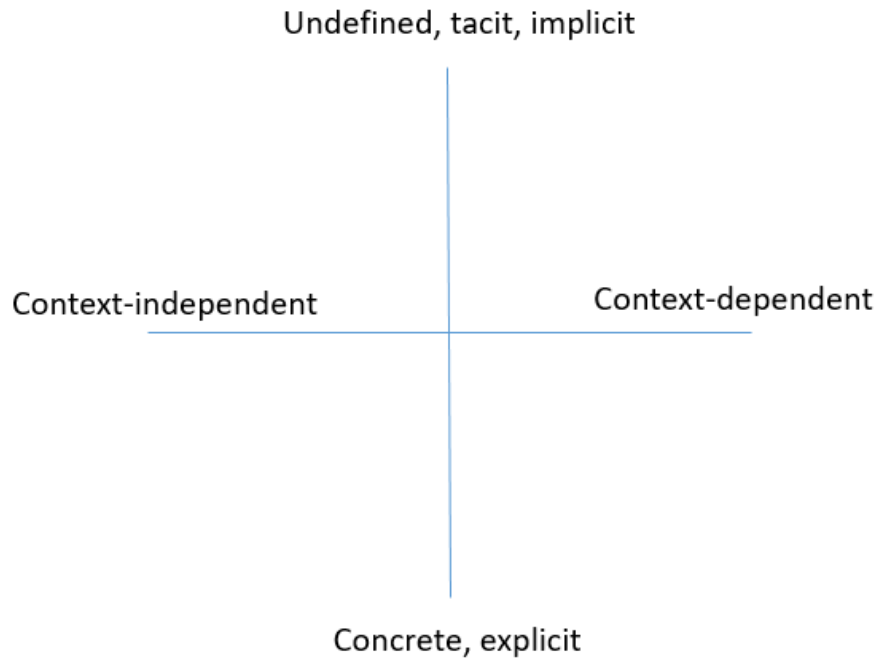 Undefined, tacit, implicit
Context-independent
Context-dependent
Concrete, explicit